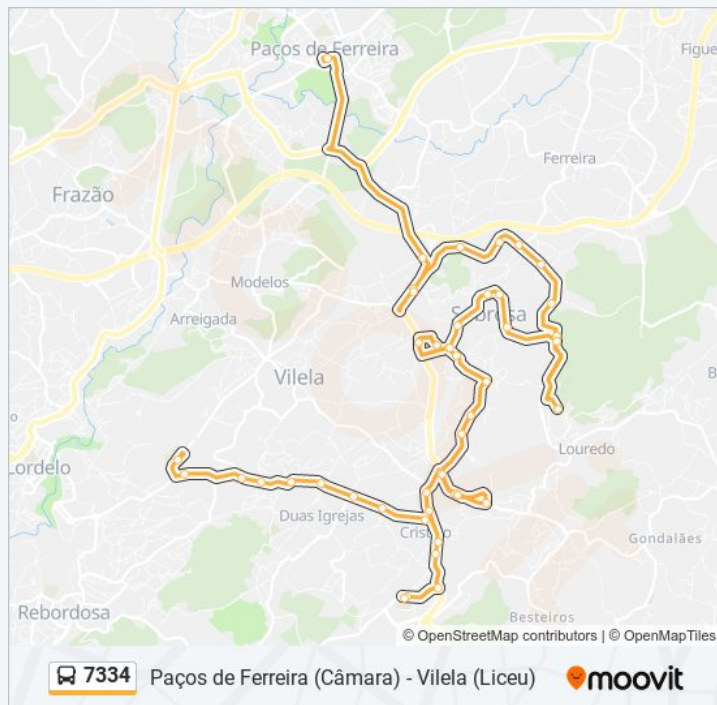 Paços de Ferreira
Figue
Ferreira
Frazão
Modelos
Sobrosa
Arreigada
Vilela
B
Lordelo
Louredo
Duas Igrejas
Cristelo
Gondalães
Rebordosa
Besteiros
© OpenStreetMap contributors | © OpenMapTiles
7334 Paços de Ferreira (Câmara) - Vilela (Liceu) moovit